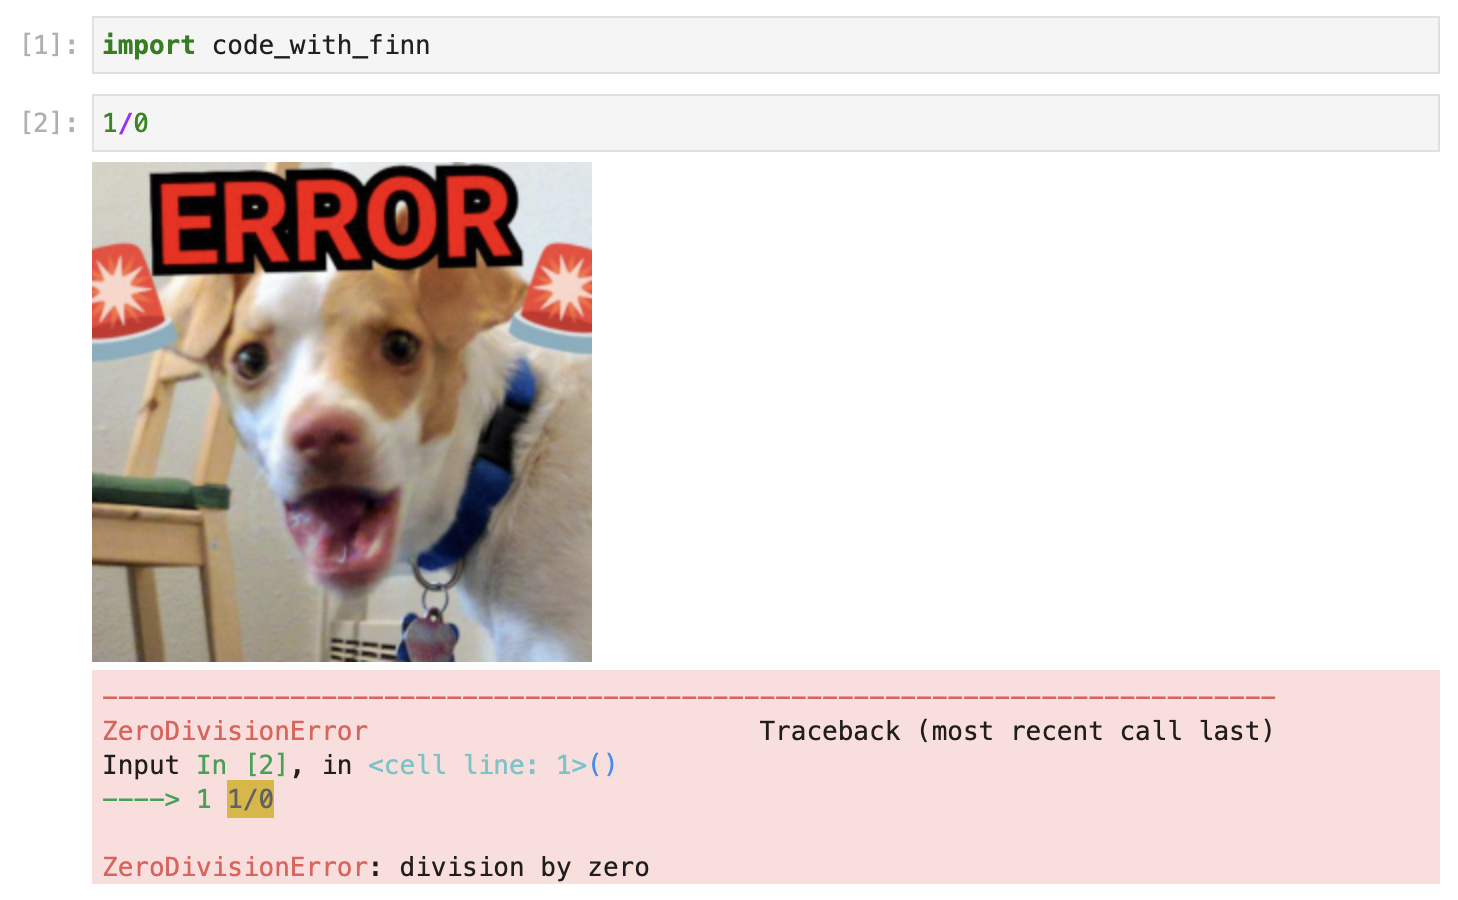 [1]: import code_with_finn
[2]: 1/0
ERROR
---------------------------------------------------------------------------
ZeroDivisionError                         Traceback (most recent call last)
Input In [2], in <cell line: 1>()
----> 1 1/0

ZeroDivisionError: division by zero